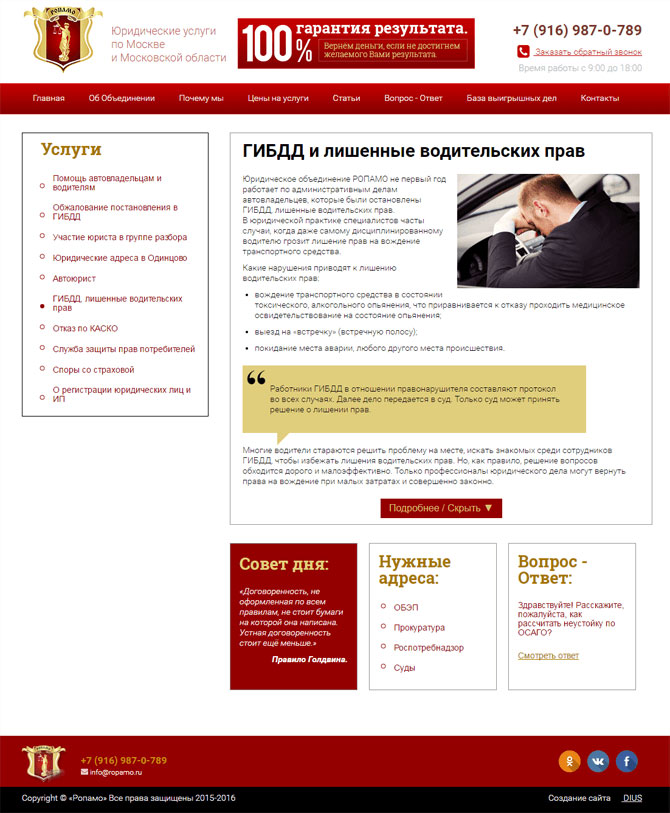 РОПАМО
Юридические услуги
по Москве
и Московской области
100% гарантия результата.
Вернём деньги, если не достигнем
желаемого Вами результата.
+7 (916) 987-0-789
Заказать обратный звонок
Время работы с 9:00 до 18:00
Главная Об Объединении Почему мы Цены на услуги Статьи Вопрос - Ответ База выигрышных дел Контакты
Услуги
Помощь автовладельцам и
водителям
Обжалование постановления в
ГИБДД
Участие юриста в группе разбора
Юридические адреса в Одинцово
Автоюрист
ГИБДД, лишенные водительских
прав
Отказ по КАСКО
Служба защиты прав потребителей
Споры со страховой
О регистрации юридических лиц и
ИП
ГИБДД и лишенные водительских прав
Юридическое объединение РОПАМО не первый год
работает по административным делам
автовладельцев, которые были остановлены
ГИБДД, лишенные водительских прав.
В юридической практике специалистов часты
случаи, когда даже самому дисциплинированному
водителю грозит лишение прав на вождение
транспортного средства.
Какие нарушения приводят к лишению
водительских прав:
вождение транспортного средства в состоянии
токсического, алкогольного опьянения, что приравнивается к отказу проходить медицинское
освидетельствование на состояние опьянения;
выезд на «встречку» (встречную полосу);
покидание места аварии, любого другого места происшествия.
Работники ГИБДД в отношении правонарушителя составляют протокол
во всех случаях. Далее дело передается в суд. Только суд может принять
решение о лишении прав.
Многие водители стараются решить проблему на месте, искать знакомых среди сотрудников
ГИБДД, чтобы избежать лишения водительских прав. Но, как правило, решение вопросов
обходится дорого и малоэффективно. Только профессионалы юридического дела могут вернуть
права на вождение при малых затратах и совершенно законно.
Подробнее / Скрыть ▼
Совет дня:
«Договоренность, не
оформленная по всем
правилам, не стоит бумаги
на которой она написана.
Устная договоренность
стоит ещё меньше.»
Правило Голдвина.
Нужные
адреса:
ОБЭП
Прокуратура
Роспотребнадзор
Суды
Вопрос -
Ответ:
Здравствуйте! Расскажите,
пожалуйста, как
рассчитать неустойку по
ОСАГО?
Смотреть ответ
+7 (916) 987-0-789
info@ropamo.ru
Copyright © «Ропамо» Все права защищены 2015-2016
Создание сайта DIUS